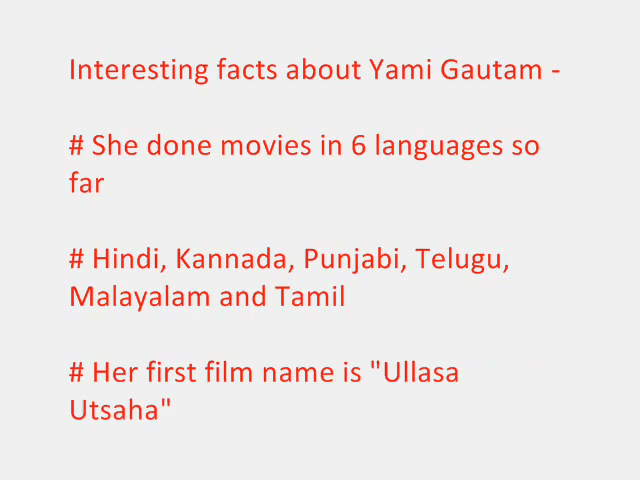 Interesting facts about Yami Gautam -
# She done movies in 6 languages so
far
# Hindi, Kannada, Punjabi, Telugu,
Malayalam and Tamil
# Her first film name is "Ullasa
Utsaha"